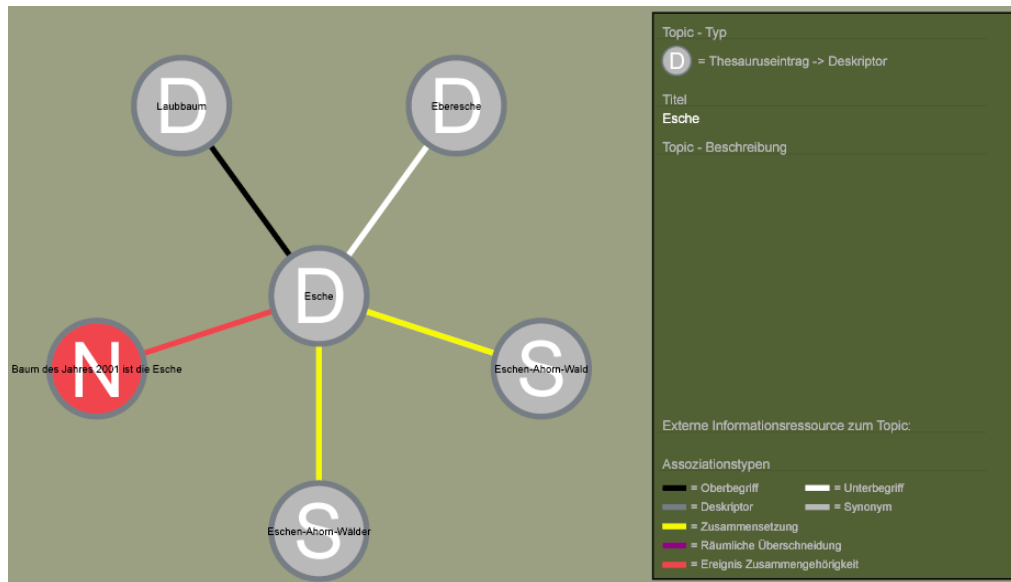 D
Laubbaum
D
Eberesche
D
Esche
N
Baum des Jahres 2001 ist die Esche
S
Eschen-Ahorn-Wald
S
Eschen-Ahorn-Wälder
Topic - Typ
D = Thesauruseintrag -> Deskriptor
Titel
Esche
Topic - Beschreibung
Externe Informationsressource zum Topic:
Assoziationstypen
= Oberbegriff = Unterbegriff
= Deskriptor = Synonym
= Zusammensetzung
= Räumliche Überschneidung
= Ereignis Zusammengehörigkeit